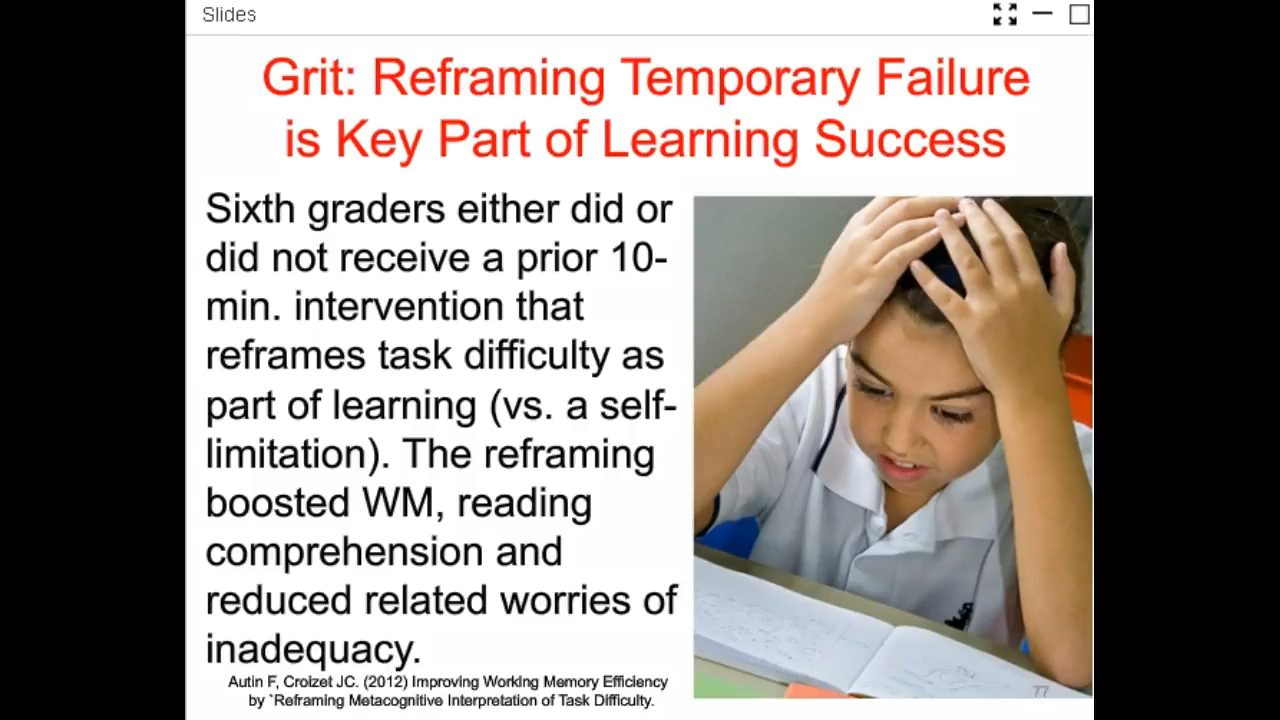 Slides
Grit: Reframing Temporary Failure
is Key Part of Learning Success
Sixth graders either did or
did not receive a prior 10-
min. intervention that
reframes task difficulty as
part of learning (vs. a self-
limitation). The reframing
boosted WM, reading
comprehension and
reduced related worries of
inadequacy.
Autin F, Croizet JC. (2012) Improving Working Memory Efficiency
by `Reframing Metacognitive Interpretation of Task Difficulty.
77